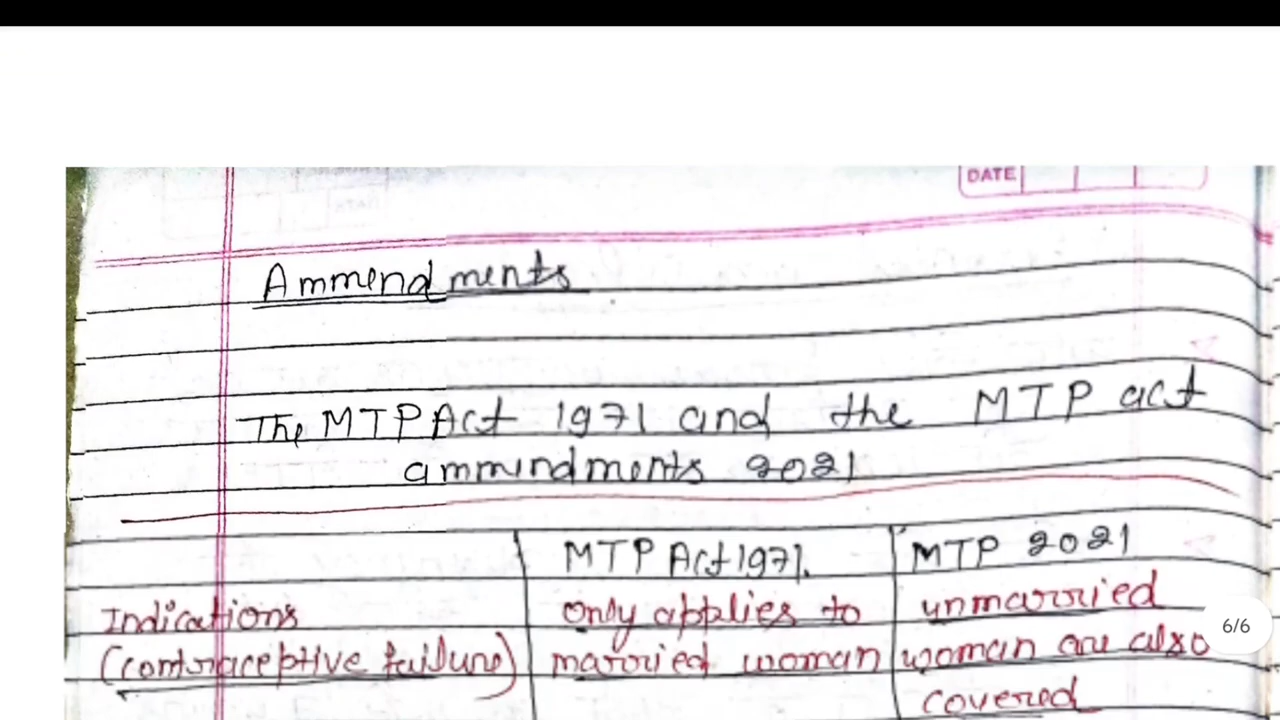 DATE
Ammendments
The MTP Act 1971 and the MTP act
ammendments 2021
MTP Act 1971. MTP 2021
Indications only applies to unmarried
(contraceptive failure) married woman woman are also
covered
6/6